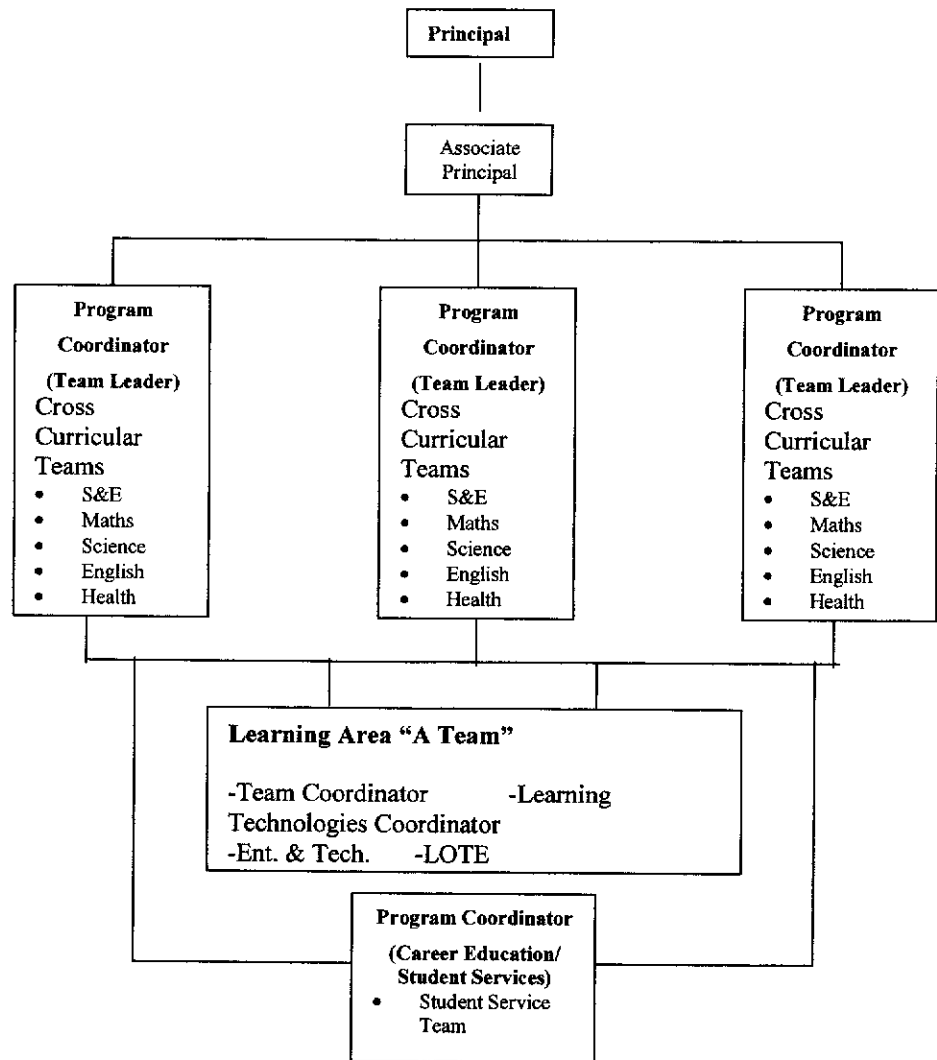 Principal
Associate
Principal
Program
Coordinator
(Team Leader)
Cross
Curricular
Teams
• S&E
• Maths
• Science
• English
• Health
Program
Coordinator
(Team Leader)
Cross
Curricular
Teams
• S&E
• Maths
• Science
• English
• Health
Program
Coordinator
(Team Leader)
Cross
Curricular
Teams
• S&E
• Maths
• Science
• English
• Health
Learning Area “A Team”
-Team Coordinator -Learning
Technologies Coordinator
-Ent. & Tech. -LOTE
Program Coordinator
(Career Education/
Student Services)
• Student Service
Team